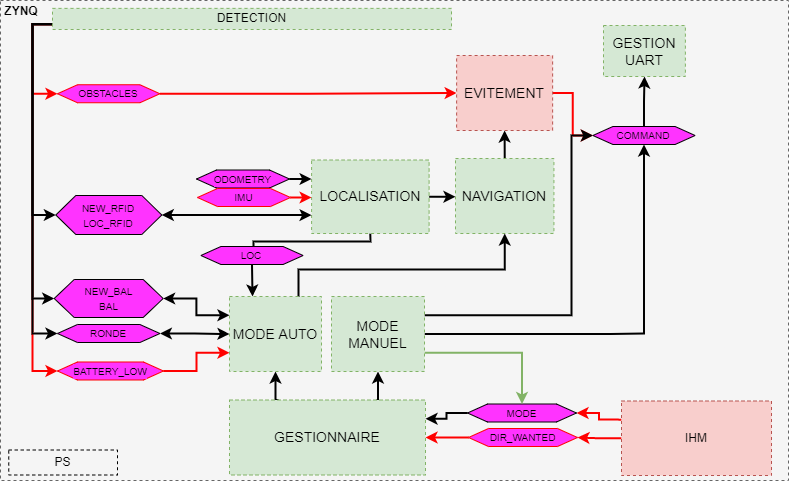 ZYNQ
DETECTION
GESTION
UART
OBSTACLES
EVITEMENT
COMMAND
ODOMETRY
IMU
LOCALISATION
NAVIGATION
NEW_RFID
LOC_RFID
LOC
NEW_BAL
BAL
RONDE
MODE AUTO
MODE
MANUEL
BATTERY_LOW
GESTIONNAIRE
MODE
DIR_WANTED
IHM
PS